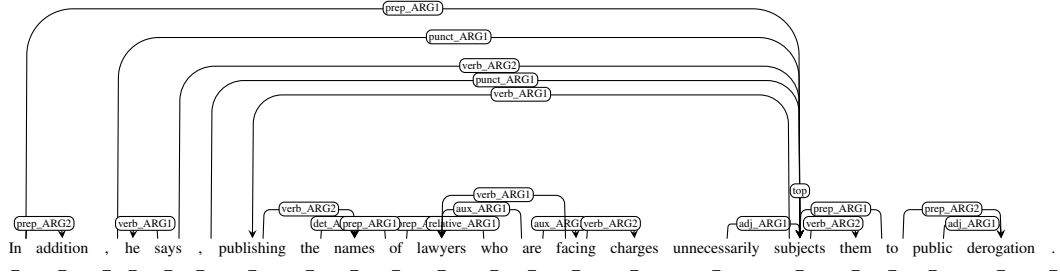 prep_ARG1
punct_ARG1
verb_ARG2
punct_ARG1
verb_ARG1
top
verb_ARG1
verb_ARG2 aux_ARG1 prep_ARG1 prep_ARG2
prep_ARG2 verb_ARG1 prep_ARG1 relative_ARG1 verb_ARG2 adj_ARG1 verb_ARG2 adj_ARG1
In addition , he says , publishing the names of lawyers who are facing charges unnecessarily subjects them to public derogation .